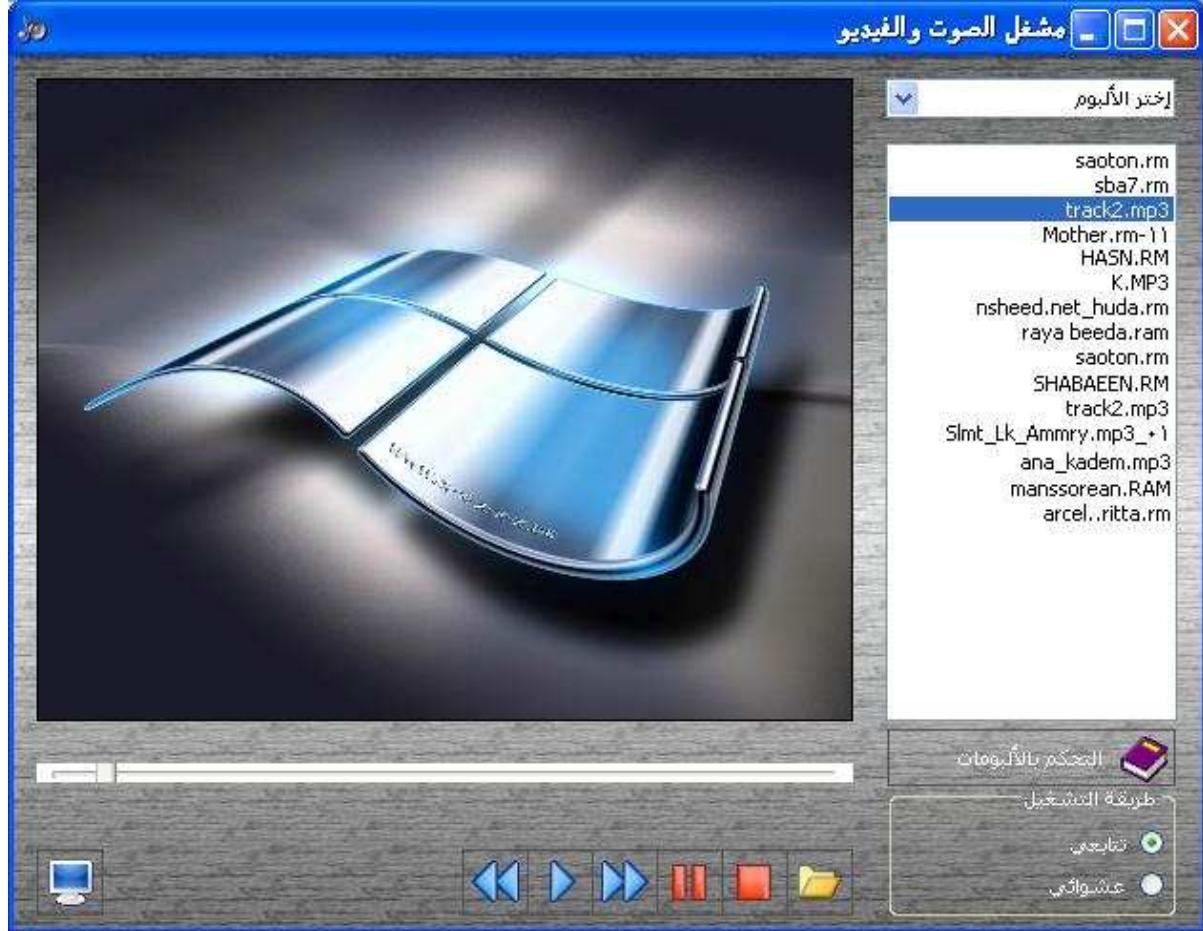 مشغل الصوت والفيديو
إختر الألبوم
saoton.rm
sba7.rm
track2.mp3
Mother.rm-١١
HASN.RM
K.MP3
nsheed.net_huda.rm
raya beeda.ram
saoton.rm
SHABAEEN.RM
track2.mp3
Slmt_Lk_Ammry.mp3_٠١
ana_kadem.mp3
manssorean.RAM
arcel..ritta.rm
التحكم بالألبومات
طريقة التشغيل
تتابعي
عشوائي